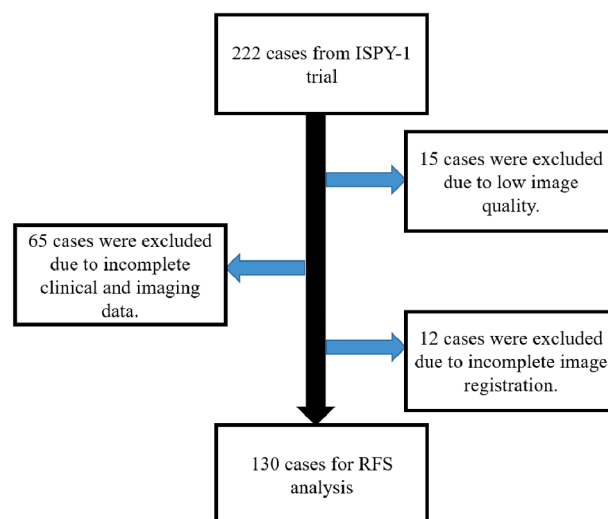 222 cases from ISPY-1
trial
15 cases were excluded
due to low image
quality.
65 cases were excluded
due to incomplete
clinical and imaging
data.
12 cases were excluded
due to incomplete image
registration.
130 cases for RFS
analysis